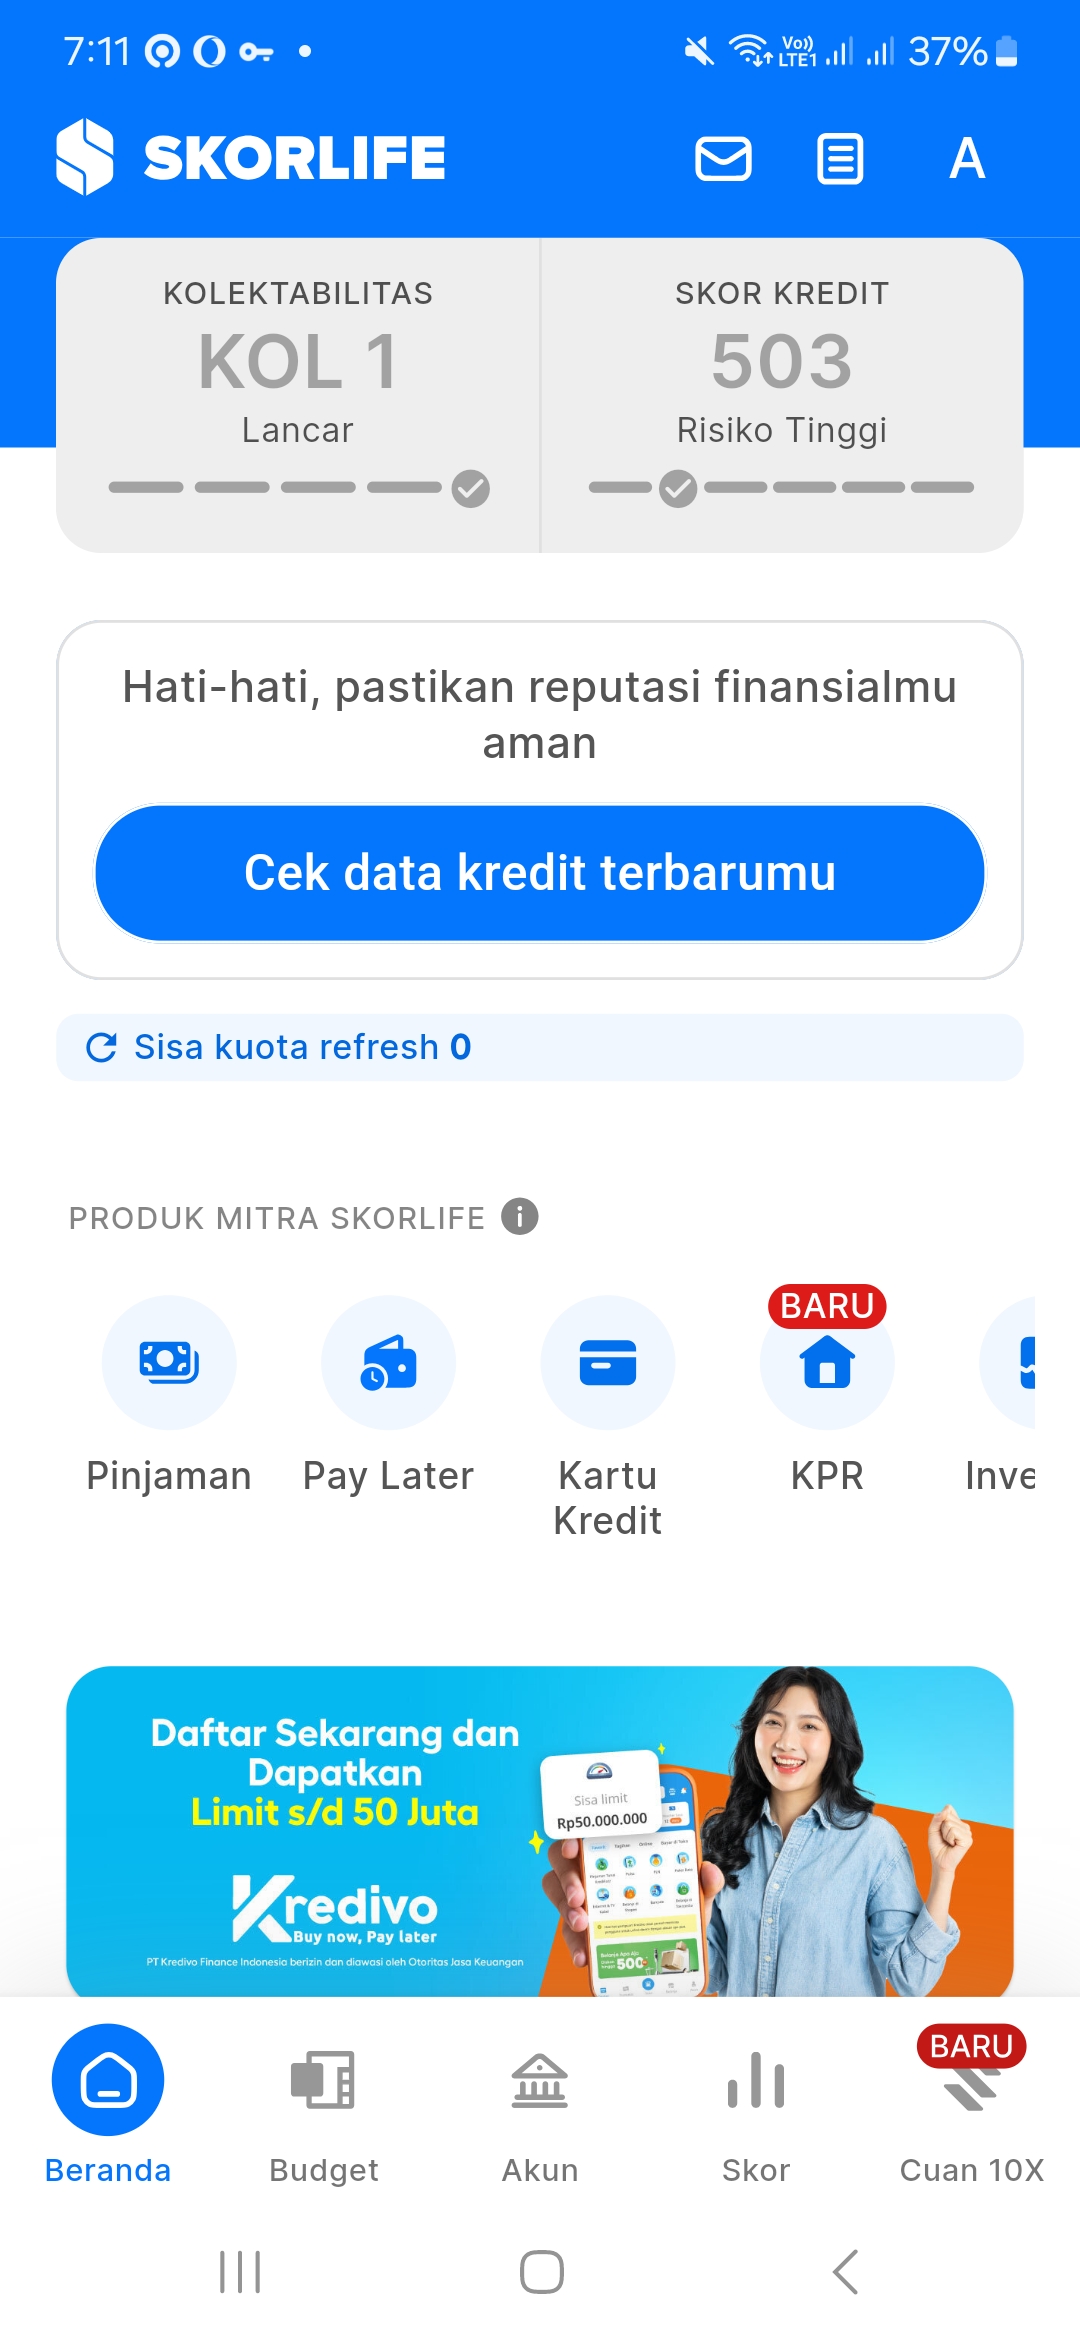 7:11
Vo))
LTE1
37%
SKORLIFE
A
KOLEKTABILITAS
KOL 1
Lancar
SKOR KREDIT
503
Risiko Tinggi
Hati-hati, pastikan reputasi finansialmu
aman
Cek data kredit terbarumu
Sisa kuota refresh 0
PRODUK MITRA SKORLIFE
BARU
Pinjaman
Pay Later
Kartu
Kredit
KPR
Inve
Daftar Sekarang dan
Dapatkan
Limit s/d 50 Juta
Kredivo
Buy now, Pay later
PT Kredivo Finance Indonesia berizin dan diawasi oleh Otoritas Jasa Keuangan
Sisa limit
Rp50.000.000
500
BARU
Beranda
Budget
Akun
Skor
Cuan 10X